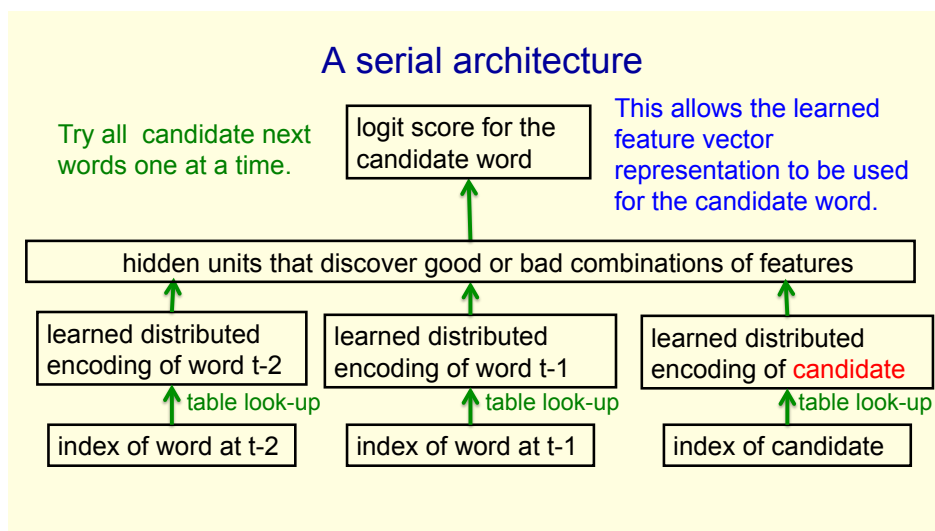 A serial architecture
Try all candidate next
words one at a time.
logit score for the
candidate word
This allows the learned
feature vector
representation to be used
for the candidate word.
hidden units that discover good or bad combinations of features
learned distributed
encoding of word t-2
learned distributed
encoding of word t-1
learned distributed
encoding of candidate
table look-up
table look-up
table look-up
index of word at t-2
index of word at t-1
index of candidate